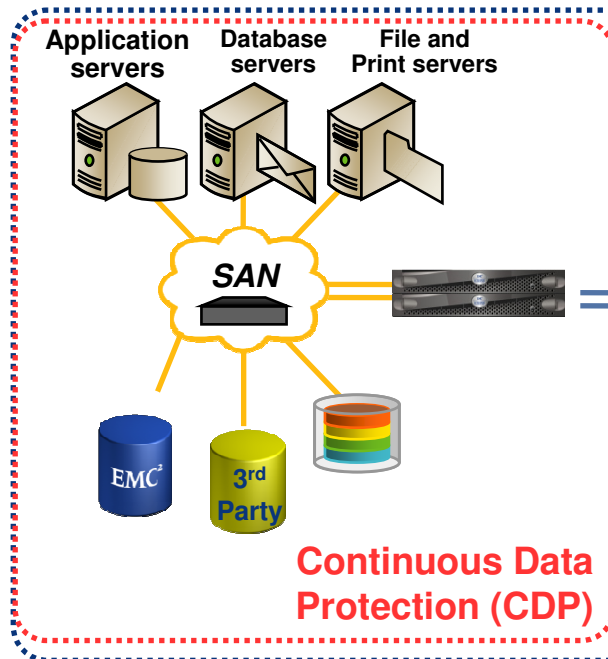 Application
servers
Database
servers
File and
Print servers
SAN
EMC²
3rd
Party
Continuous Data
Protection (CDP)